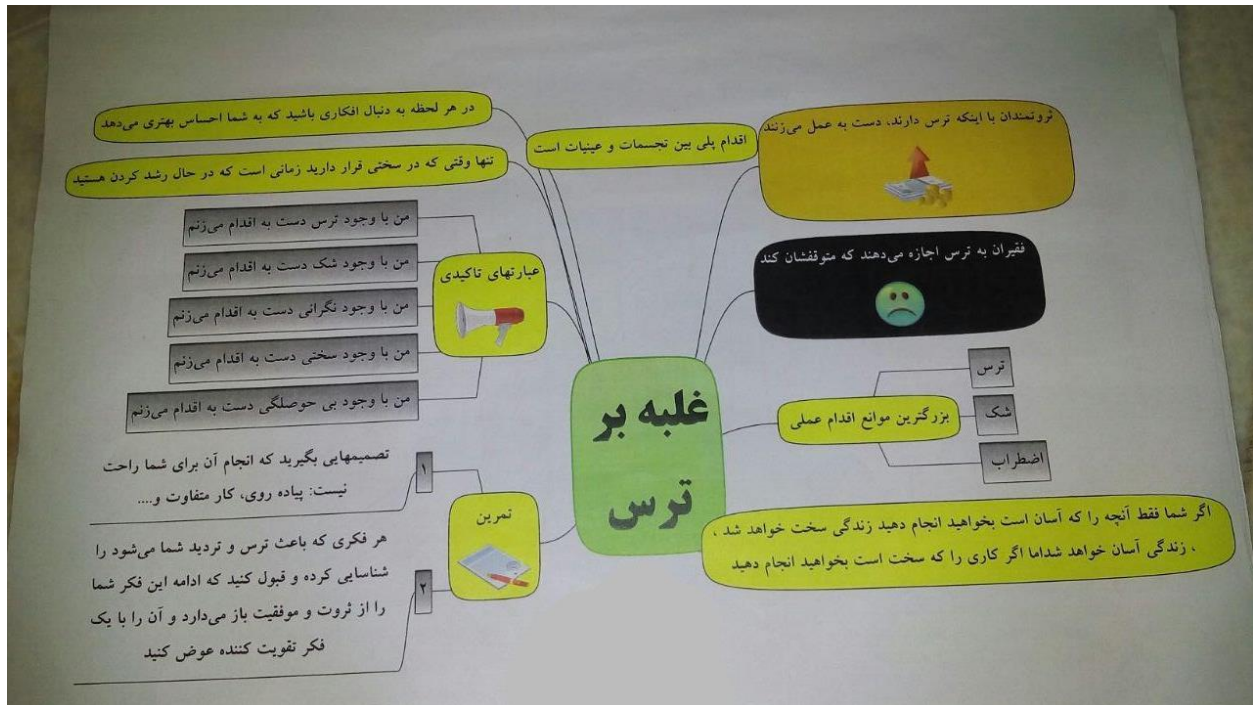 ثروتمندان با اینکه ترس دارند، دست به عمل می‌زنند
فقیران به ترس اجازه می‌دهند که متوقفشان کند
بزرگترین موانع اقدام عملی
ترس
شک
اضطراب
اگر شما فقط آنچه را که آسان است بخواهید انجام دهید زندگی سخت خواهد شد ،
، زندگی آسان خواهد شداما اگر کاری را که سخت است بخواهید انجام دهید
غلبه بر
ترس
اقدام پلی بین تجسمات و عینیات است
در هر لحظه به دنبال افکاری باشید که به شما احساس بهتری می‌دهد
تنها وقتی که در سختی قرار دارید زمانی است که در حال رشد کردن هستید
عبارتهای تاکیدی
من با وجود ترس دست به اقدام می‌زنم
من با وجود شک دست به اقدام می‌زنم
من با وجود نگرانی دست به اقدام می‌زنم
من با وجود سختی دست به اقدام می‌زنم
من با وجود بی حوصلگی دست به اقدام می‌زنم
تمرین
۱
تصمیمهایی بگیرید که انجام آن برای شما راحت
نیست: پیاده روی، کار متفاوت و....
۲
هر فکری که باعث ترس و تردید شما می‌شود را
شناسایی کرده و قبول کنید که ادامه این فکر شما
را از ثروت و موفقیت باز می‌دارد و آن را با یک
فکر تقویت کننده عوض کنید